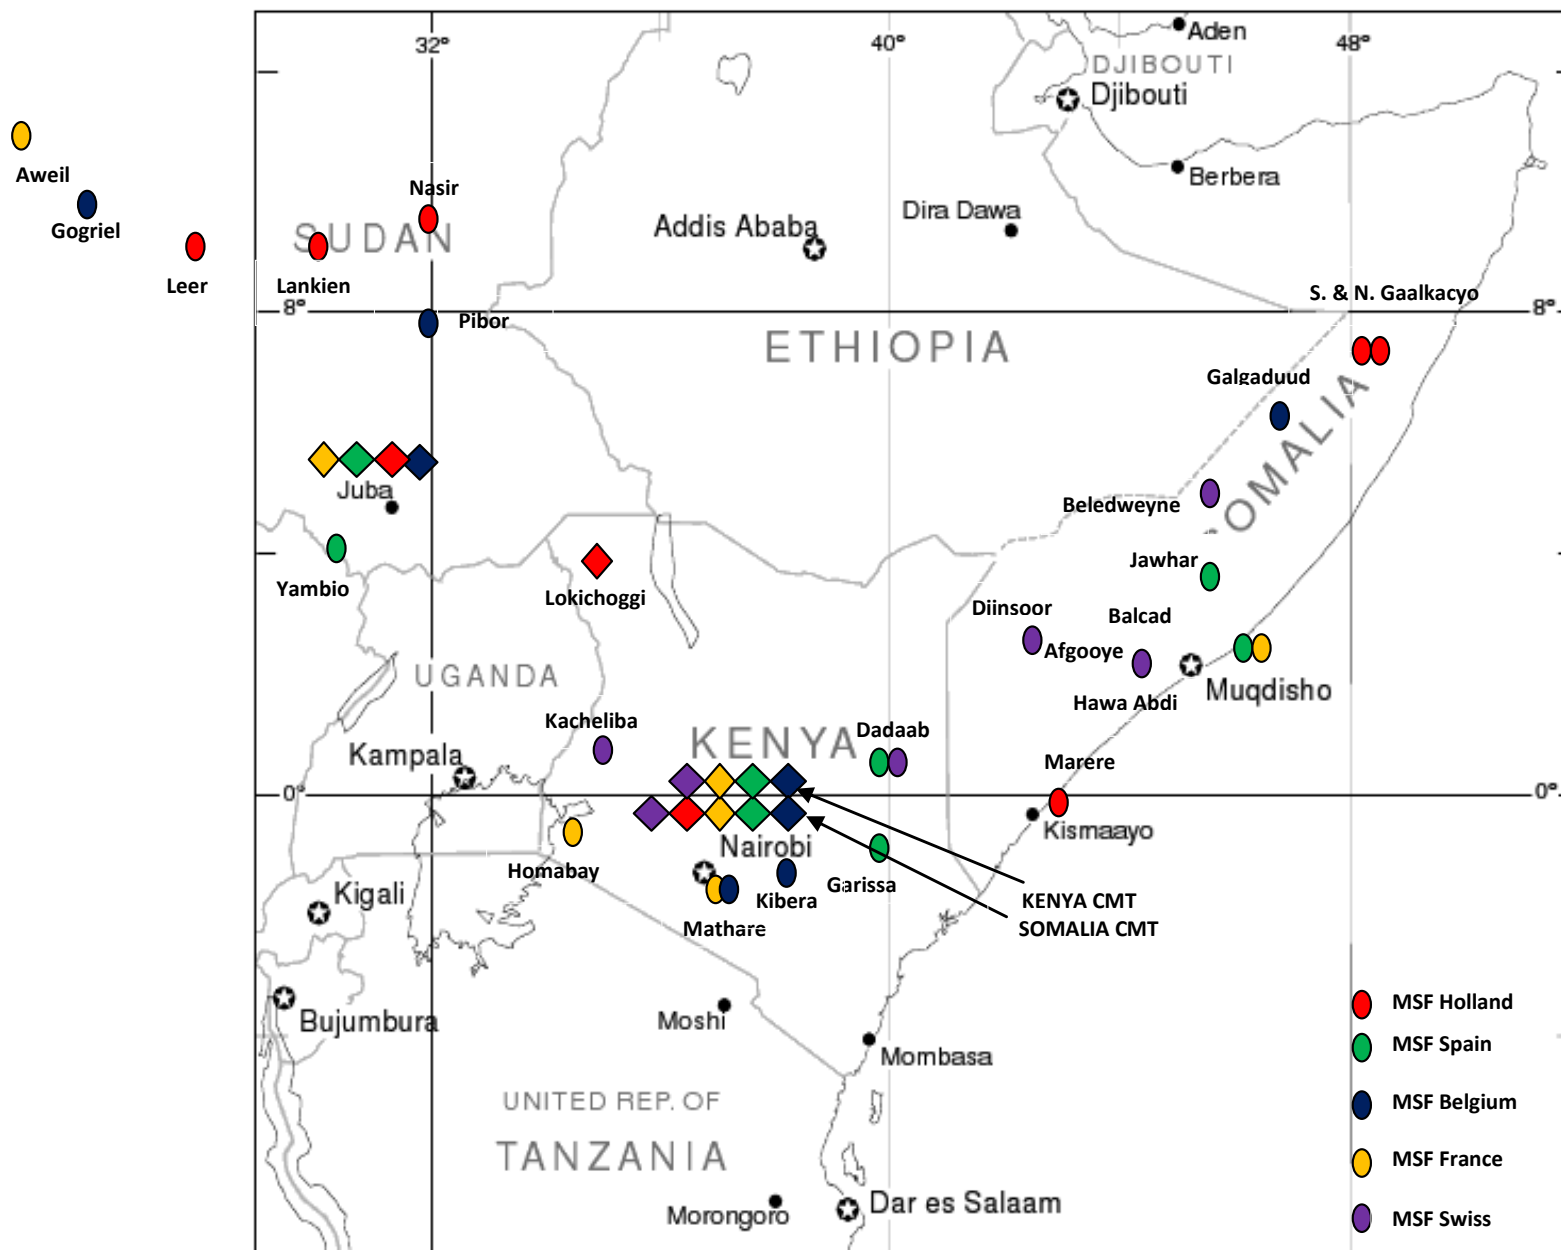 32°
40°
48°
Aden
DJIBOUTI
Djibouti
Aweil
Berbera
Nasir
Gogriel
SUDAN
Addis Ababa
Dira Dawa
Leer
Lankien
S. & N. Gaalkacyo
8°
8°
Pibor
ETHIOPIA
Galgaduud
SOMALIA
Juba
Beledweyne
Jawhar
Yambio
Lokichoggi
Diinsoor
Balcad
Afgooye
UGANDA
Muqdisho
Hawa Abdi
Kacheliba
KENYA
Dadaab
Kampala
Marere
0°
0°
Kismaayo
Nairobi
Homabay
Garissa
Kigali
Kibera
KENYA CMT
Mathare
SOMALIA CMT
MSF Holland
Bujumbura
Moshi
MSF Spain
Mombasa
UNITED REP. OF
TANZANIA
MSF Belgium
MSF France
Dar es Salaam
Morongoro
MSF Swiss